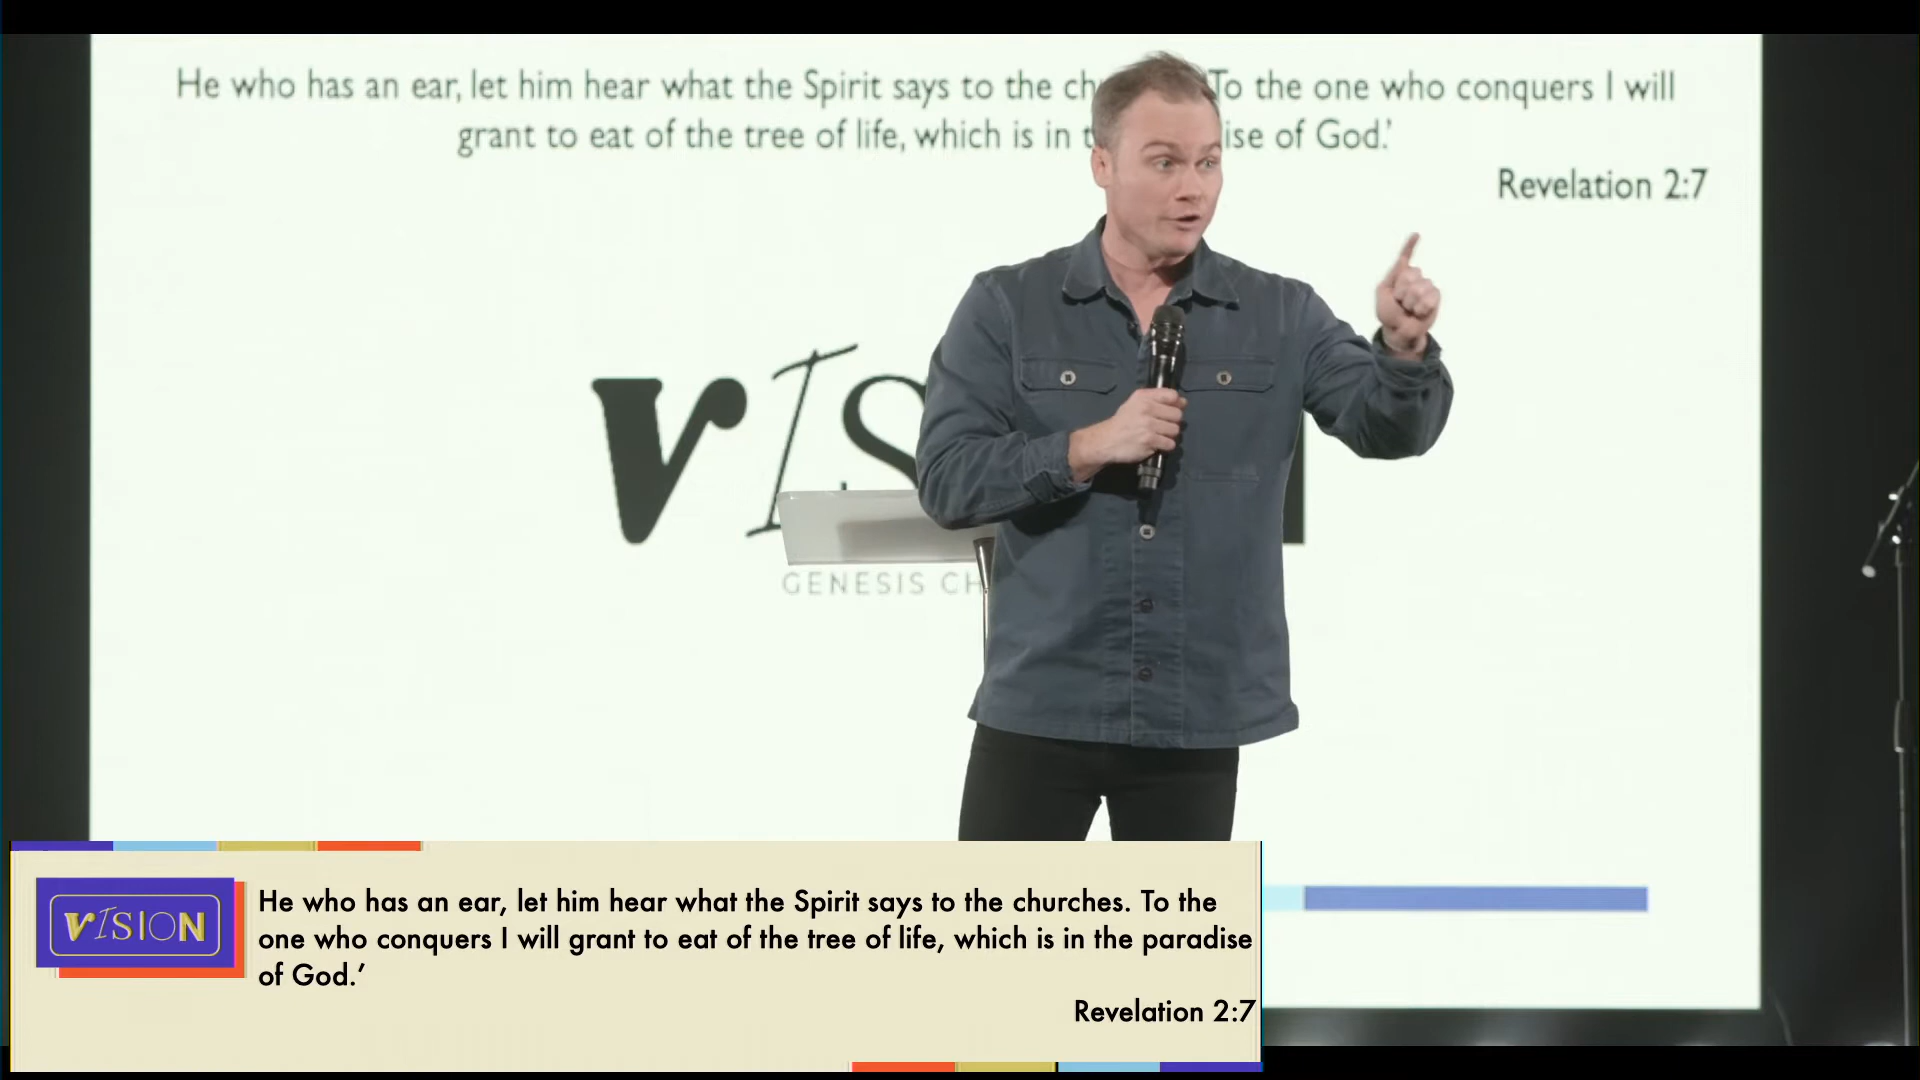 He who has an ear, let him hear what the Spirit says to the To the one who conquers I will
grant to eat of the tree of life, which is in of God.'
Revelation 2:7
GENESIS
VISION
He who has an ear, let him hear what the Spirit says to the churches. To the
one who conquers I will grant to eat of the tree of life, which is in the paradise
of God.'
Revelation 2:7